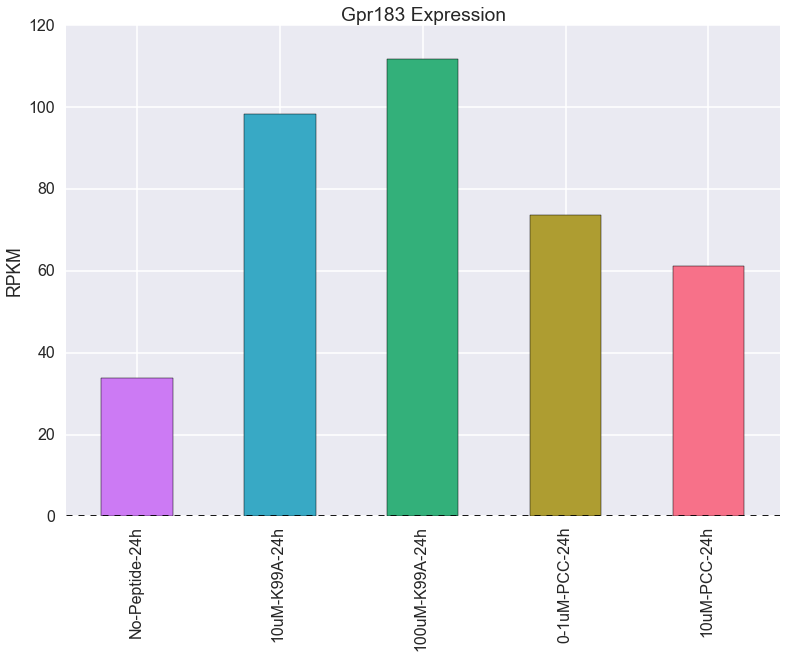 Gpr183 Expression
120
100
80
60
40
20
0
RPKM
No-Peptide-24h
10uM-K99A-24h
100uM-K99A-24h
0-1uM-PCC-24h
10uM-PCC-24h